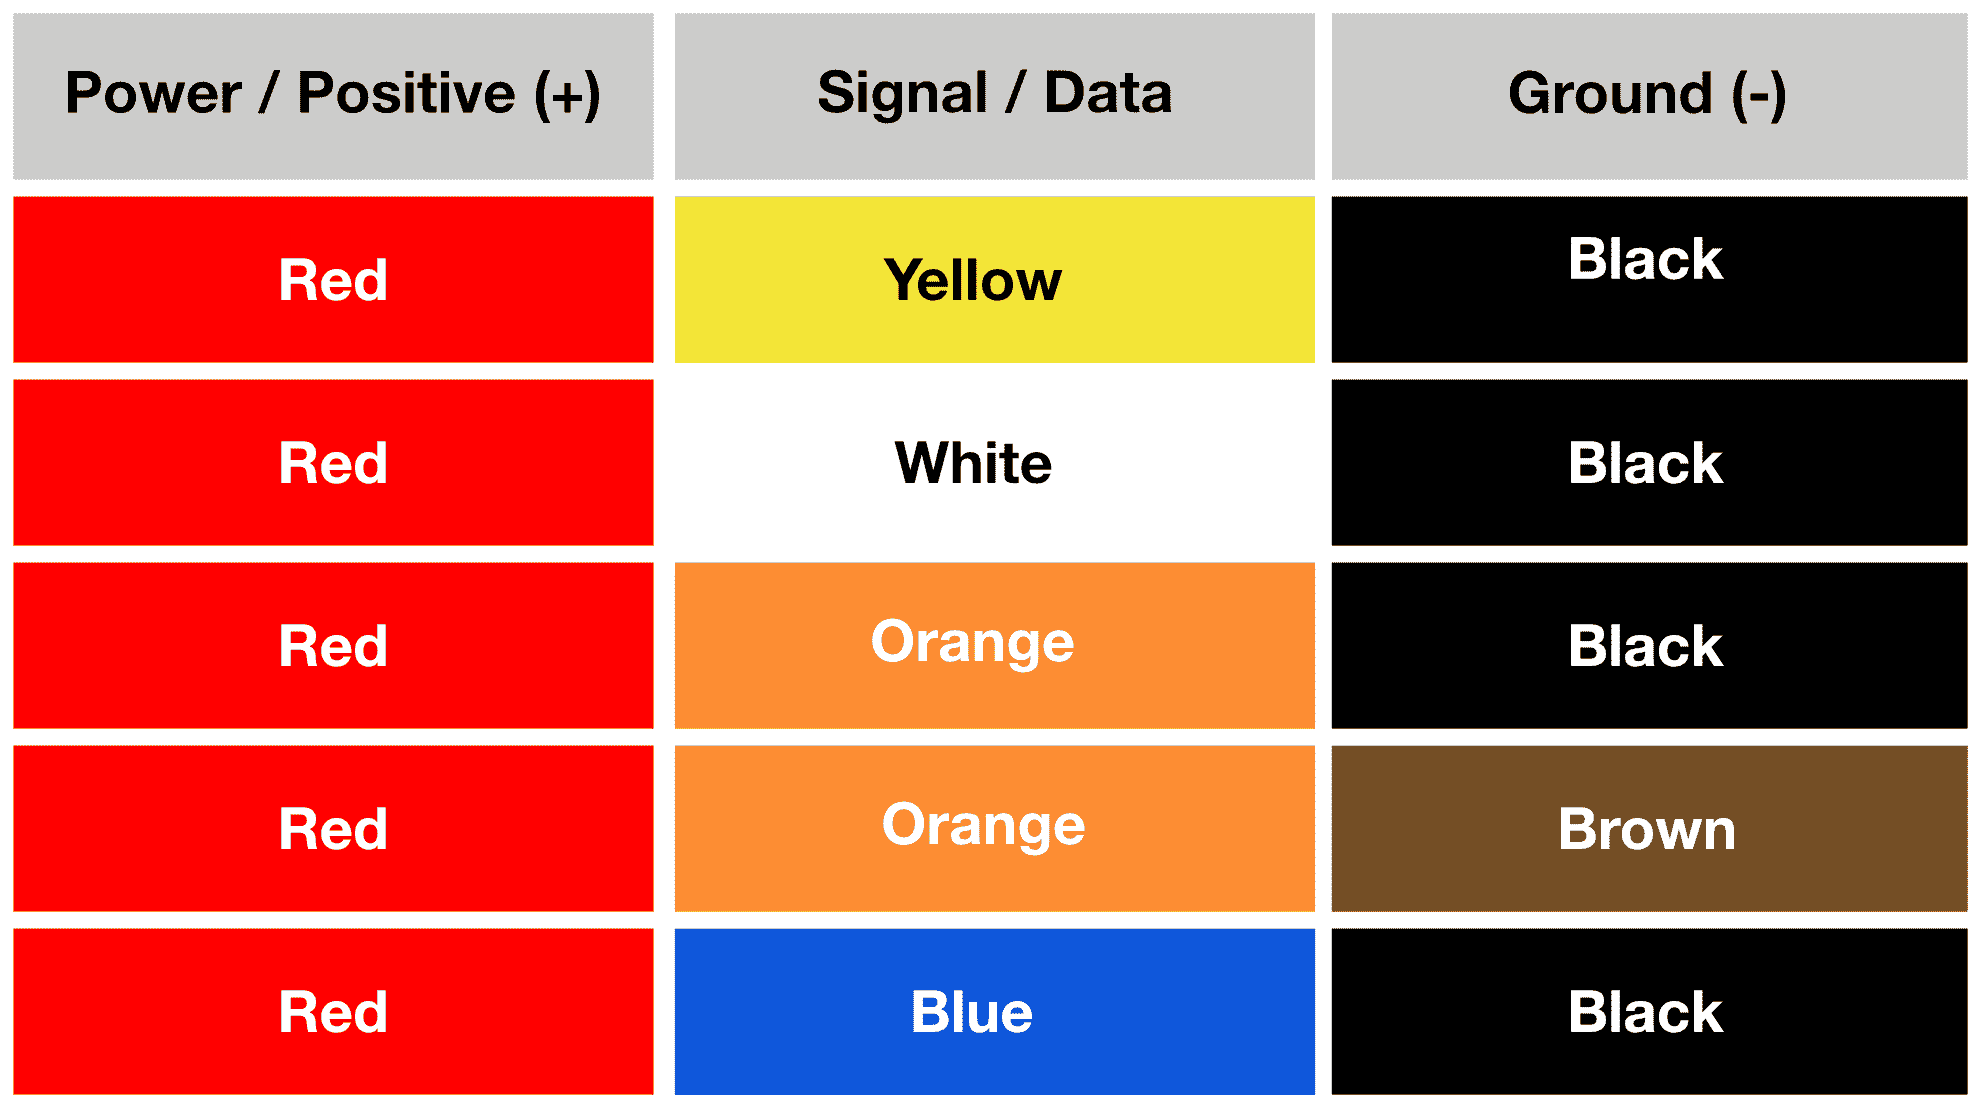 Power / Positive (+) Signal / Data Ground (-)
Red Yellow Black
Red White Black
Red Orange Black
Red Orange Brown
Red Blue Black